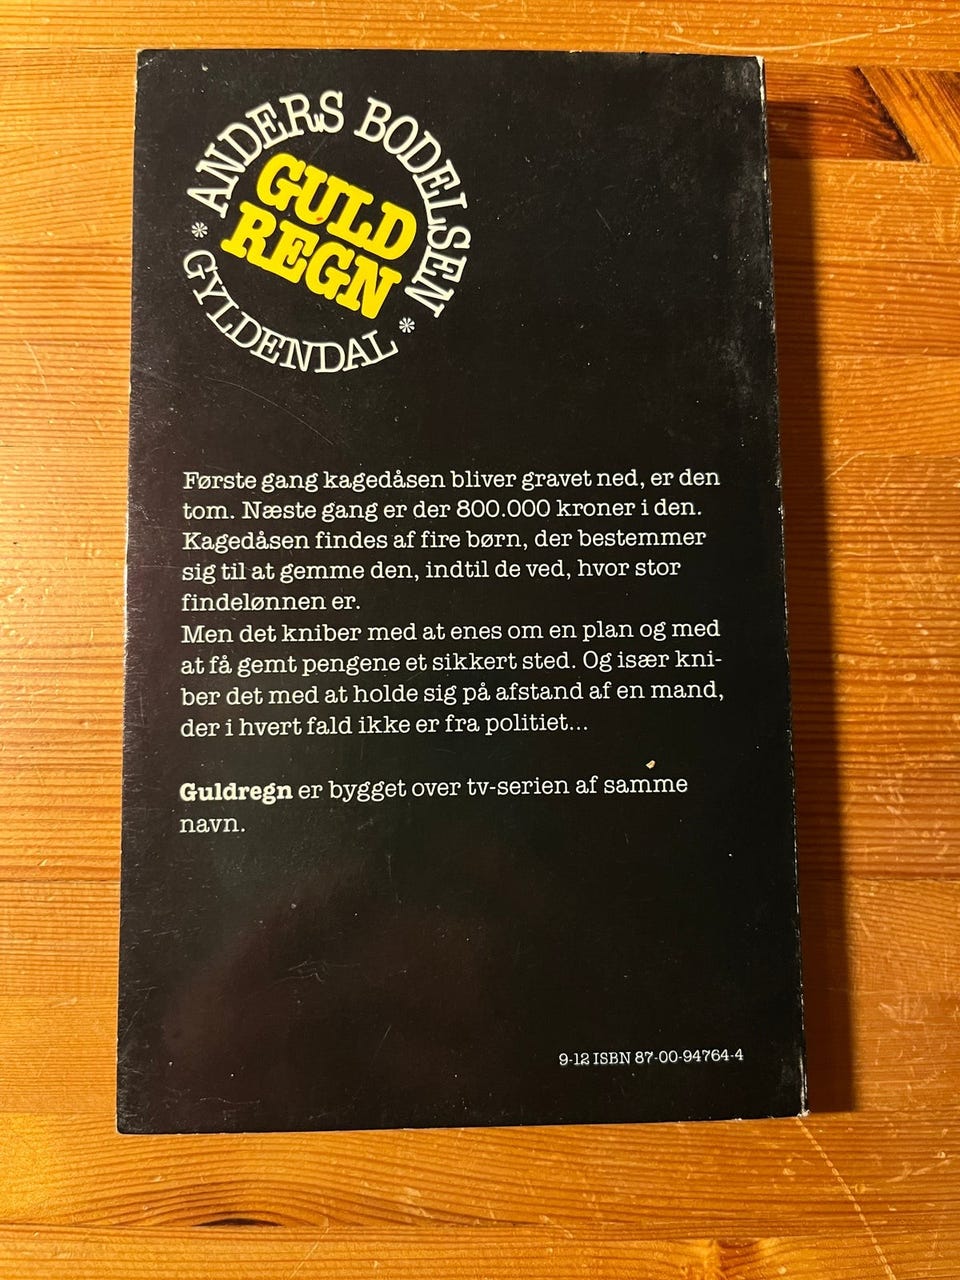 ANDERS BODELSEN
GULD
REGN
* GYLDENDAL *
Første gang kagedåsen bliver gravet ned, er den
tom. Næste gang er der 800.000 kroner i den.
Kagedåsen findes af fire børn, der bestemmer
sig til at gemme den, indtil de ved, hvor stor
findelønnen er.
Men det kniber med at enes om en plan og med
at få gemt pengene et sikkert sted. Og især kni-
ber det med at holde sig på afstand af en mand,
der i hvert fald ikke er fra politiet...
Guldregn er bygget over tv-serien af samme
navn.
9-12 ISBN 87-00-94764-4